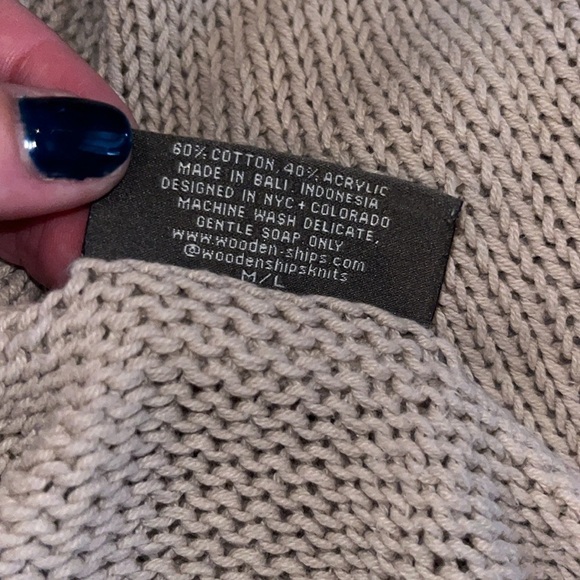 60% COTTON, 40% ACRYLIC
MADE IN BALI, INDONESIA
DESIGNED IN NYC + COLORADO
MACHINE WASH DELICATE,
GENTLE SOAP ONLY
www.wooden-ships.com
@woodenshipsknits
M/L